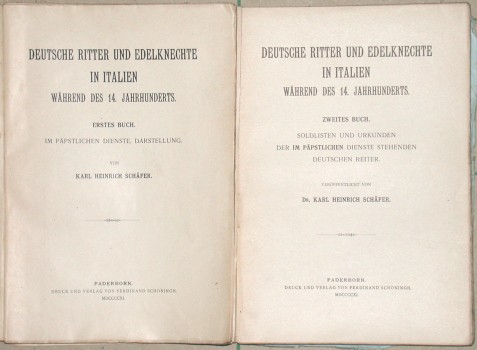 DEUTSCHE RITTER UND EDELKNECHTE
IN ITALIEN
WÄHREND DES 14. JAHRHUNDERTS.
ERSTES BUCH.
IM PÄPSTLICHEN DIENSTE, DARSTELLUNG.
VON
KARL HEINRICH SCHÄFER.
PADERBORN.
DRUCK UND VERLAG VON FERDINAND SCHÖNINGH.
MDCCCCXI.
DEUTSCHE RITTER UND EDELKNECHTE
IN ITALIEN
WÄHREND DES 14. JAHRHUNDERTS.
ZWEITES BUCH.
SOLDLISTEN UND URKUNDEN
DER IM PÄPSTLICHEN DIENSTE STEHENDEN
DEUTSCHEN REITER.
VERÖFFENTLICHT VON
DR. KARL HEINRICH SCHÄFER.
PADERBORN.
DRUCK UND VERLAG VON FERDINAND SCHÖNINGH.
MDCCCCXI.